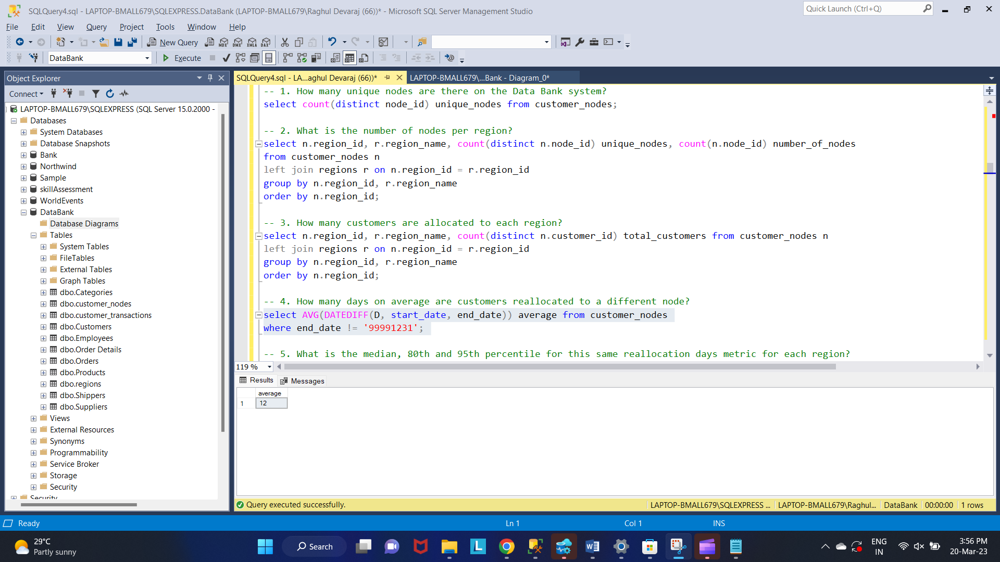 SQLQuery4.sql - LAPTOP-BMALL679\SQLEXPRESS.DataBank (LAPTOP-BMALL679\Raghul Devaraj (66))* - Microsoft SQL Server Management Studio
Quick Launch (Ctrl+Q)
File Edit View Query Project Tools Window Help
New Query MDX DMX XMLA DAX
DataBank Execute
Object Explorer
Connect
LAPTOP-BMALL679\SQLEXPRESS (SQL Server 15.0.2000 -
Databases
System Databases
Database Snapshots
Bank
Northwind
Sample
skillAssessment
WorldEvents
DataBank
Database Diagrams
Tables
System Tables
FileTables
External Tables
Graph Tables
dbo.Categories
dbo.customer_nodes
dbo.customer_transactions
dbo.Customers
dbo.Employees
dbo.Order Details
dbo.Orders
dbo.Products
dbo.regions
dbo.Shippers
dbo.Suppliers
Views
External Resources
Synonyms
Programmability
Service Broker
Storage
Security
Security
SQLQuery4.sql - LA...aghul Devaraj (66))* LAPTOP-BMALL679\...Bank - Diagram_0*
-- 1. How many unique nodes are there on the Data Bank system?
select count(distinct node_id) unique_nodes from customer_nodes;
-- 2. What is the number of nodes per region?
select n.region_id, r.region_name, count(distinct n.node_id) unique_nodes, count(n.node_id) number_of_nodes
from customer_nodes n
left join regions r on n.region_id = r.region_id
group by n.region_id, r.region_name
order by n.region_id;
-- 3. How many customers are allocated to each region?
select n.region_id, r.region_name, count(distinct n.customer_id) total_customers from customer_nodes n
left join regions r on n.region_id = r.region_id
group by n.region_id, r.region_name
order by n.region_id;
-- 4. How many days on average are customers reallocated to a different node?
select AVG(DATEDIFF(D, start_date, end_date)) average from customer_nodes
where end_date != '99991231';
-- 5. What is the median, 80th and 95th percentile for this same reallocation days metric for each region?
119 %
Results Messages
average
1 12
Query executed successfully. LAPTOP-BMALL679\SQLEXPRESS ... LAPTOP-BMALL679\Raghul... DataBank 00:00:00 1 rows
Ready Ln 1 Col 1 INS
29°C
Partly sunny
Search
ENG
IN
3:56 PM
20-Mar-23